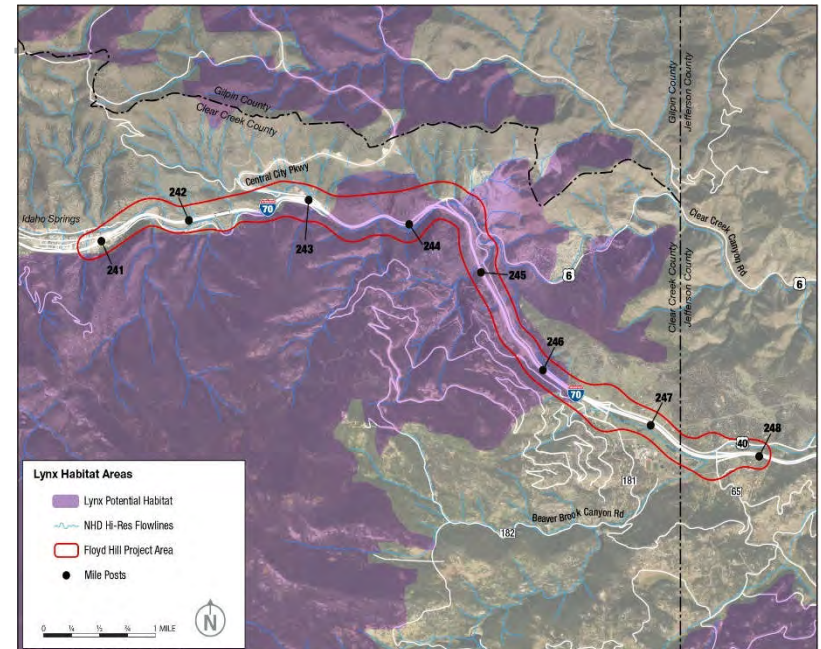 Gilpin County
Clear Creek County
Gilpin County
Jefferson County
Central City Pkwy
242
Idaho Springs
70
243
241
244
245
Clear Creek Canyon Rd
6
6
Clear Creek County
Jefferson County
246
70
247
40
248
181
65
Beaver Brook Canyon Rd
182
Lynx Habitat Areas
Lynx Potential Habitat
NHD Hi-Res Flowlines
Floyd Hill Project Area
Mile Posts
0 ¼ ½ ¾ 1 MILE
N